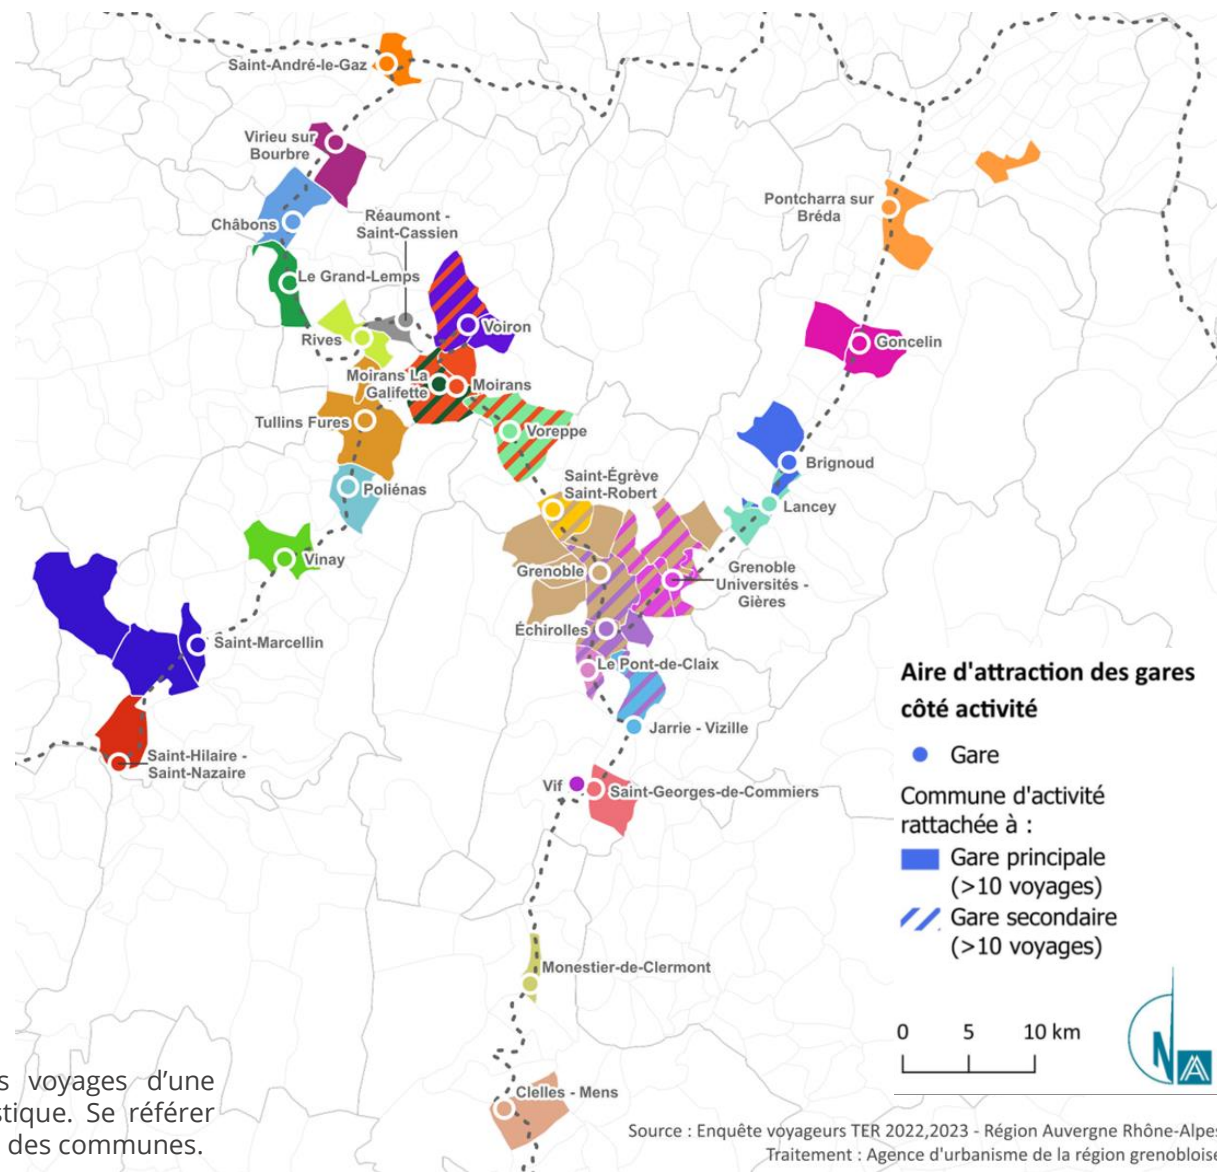 Saint-André-le-Gaz
Virieu sur
Bourbre
Châbons
Réaumont -
Saint-Cassien
Le Grand-Lemps
Rives
Voiron
Moirans La
Galifette
Moirans
Tullins Fures
Voreppe
Poliénas
Vinay
Saint-Marcellin
Saint-Hilaire -
Saint-Nazaire
Saint-Égrève
Saint-Robert
Grenoble
Échirolles
Le Pont-de-Claix
Jarrie - Vizille
Vif
Saint-Georges-de-Commiers
Monestier-de-Clermont
Clelles - Mens
Pontcharra sur
Bréda
Goncelin
Brignoud
Lancey
Grenoble
Universités -
Gières
Aire d'attraction des gares
côté activité
Gare
Commune d'activité
rattachée à :
Gare principale
(>10 voyages)
Gare secondaire
(>10 voyages)
0 5 10 km
N
s voyages d’une
stique. Se référer
des communes.
Source : Enquête voyageurs TER 2022,2023 - Région Auvergne Rhône-Alpes
Traitement : Agence d'urbanisme de la région grenobloise